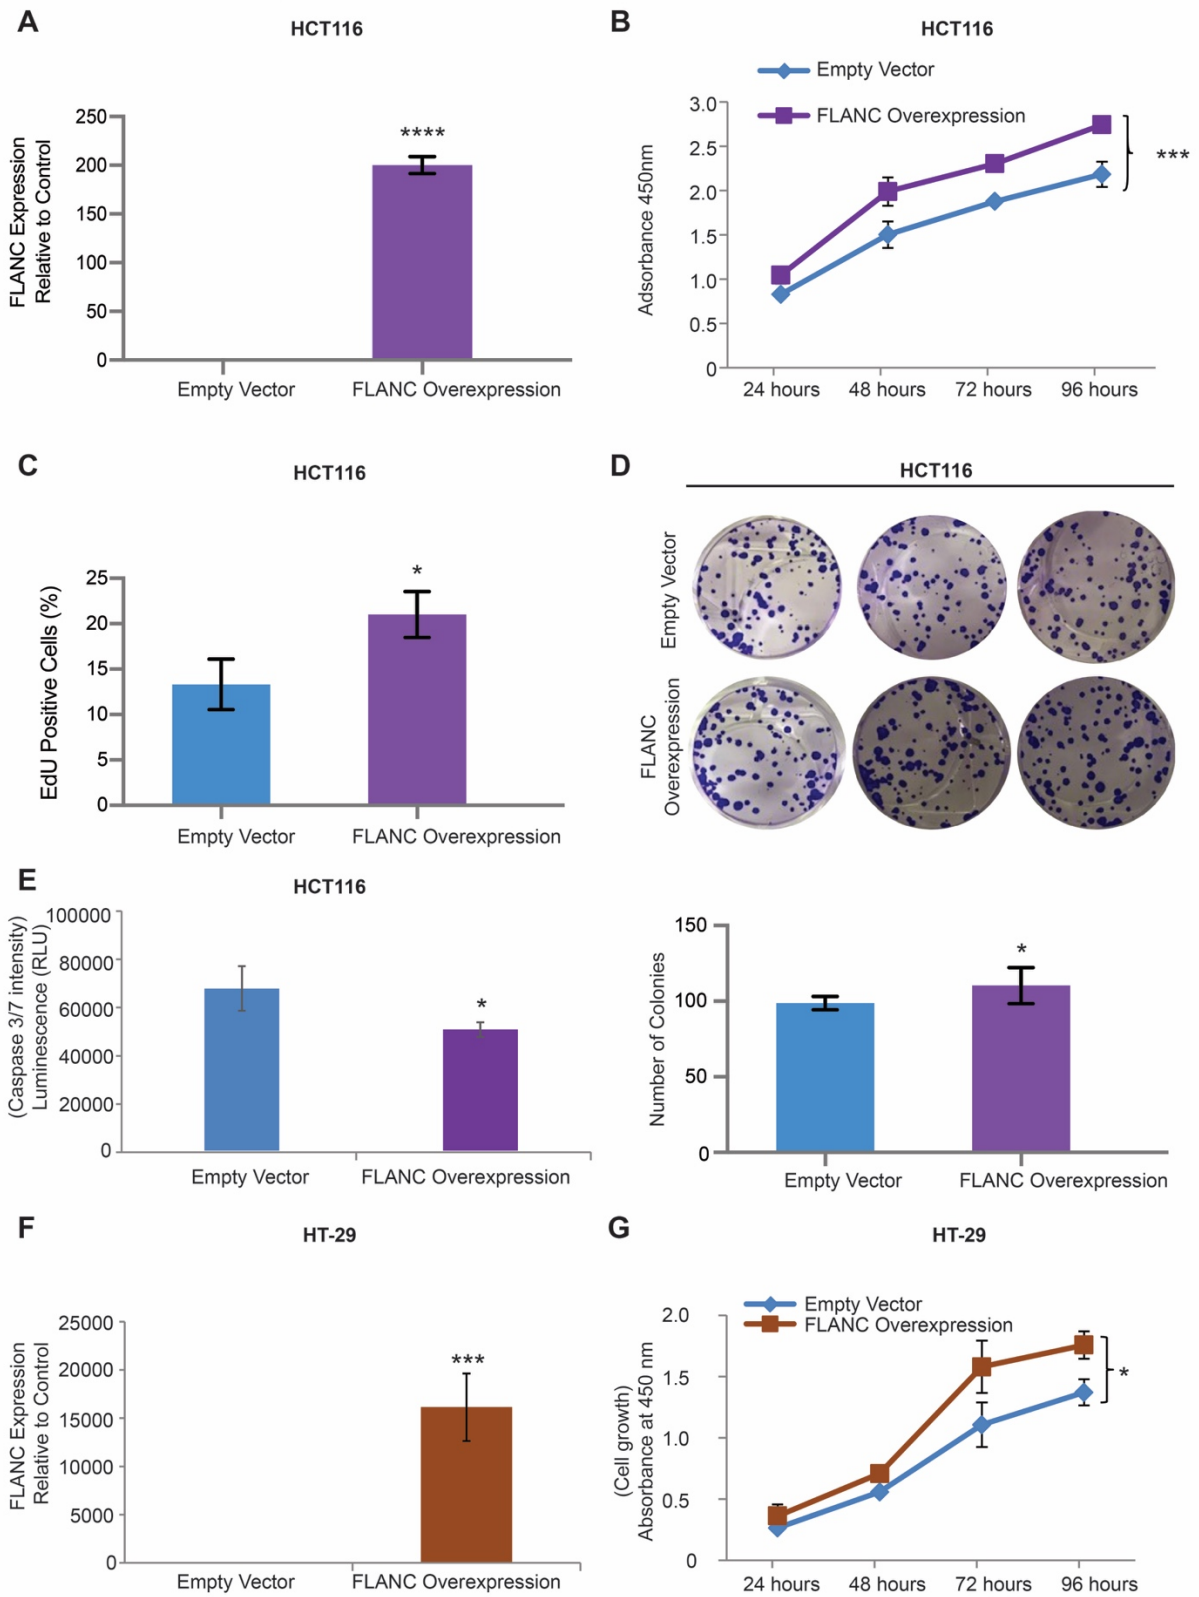 A
HCT116
FLANC Expression
Relative to Control
250
200
150
100
50
0
****
Empty Vector
FLANC Overexpression
B
HCT116
Empty Vector
FLANC Overexpression
Adsorbance 450nm
3.0
2.5
2.0
1.5
1.0
0.5
0
***
24 hours
48 hours
72 hours
96 hours
C
HCT116
EdU Positive Cells (%)
25
20
15
10
5
0
*
Empty Vector
FLANC Overexpression
D
HCT116
Empty Vector
FLANC
Overexpression
Number of Colonies
150
100
50
0
*
Empty Vector
FLANC Overexpression
E
HCT116
(Caspase 3/7 intensity)
Luminescence (RLU)
100000
80000
60000
40000
20000
0
*
Empty Vector
FLANC Overexpression
F
HT-29
FLANC Expression
Relative to Control
25000
20000
15000
10000
5000
0
***
Empty Vector
FLANC Overexpression
G
HT-29
Empty Vector
FLANC Overexpression
(Cell growth)
Absorbance at 450 nm
2.0
1.5
1.0
0.5
0
*
24 hours
48 hours
72 hours
96 hours